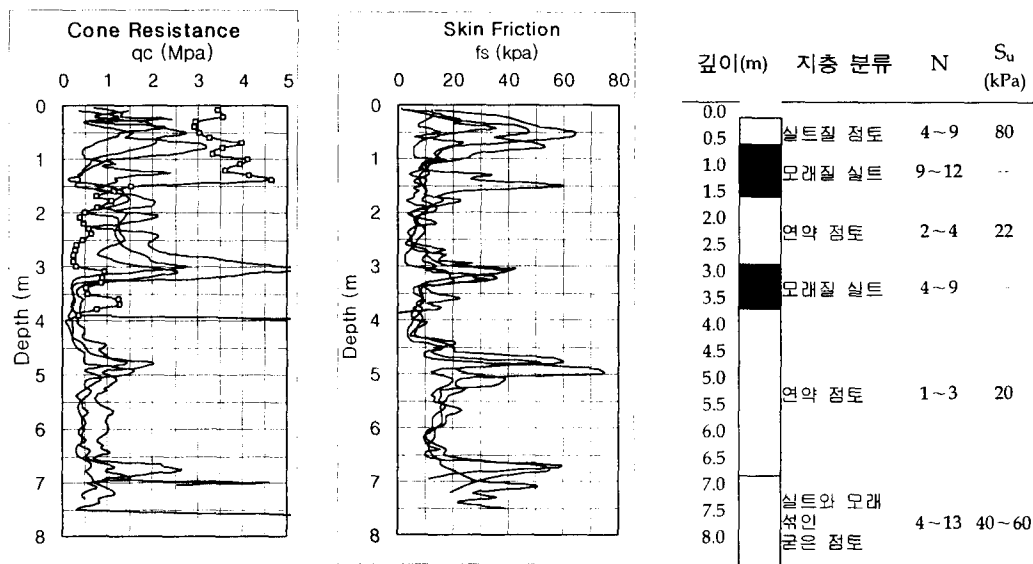 Cone Resistance
qc (Mpa)
0 1 2 3 4 5
0
1
2
3
4
5
6
7
8
Depth (m)
Skin Friction
fs (kpa)
0 20 40 60 80
0
1
2
3
4
5
6
7
8
Depth (m)
깊이(m) 지층 분류 N Su (kPa)
0.0
0.5 실트질 점토 4~9 80
1.0 모래질 실트 9~12 --
1.5
2.0 연약 점토 2~4 22
2.5
3.0 모래질 실트 4~9 -
3.5
4.0
4.5
5.0 연약 점토 1~3 20
5.5
6.0
6.5
7.0
7.5 실트와 모래
섞인 4~13 40~60
8.0 굳은 점토